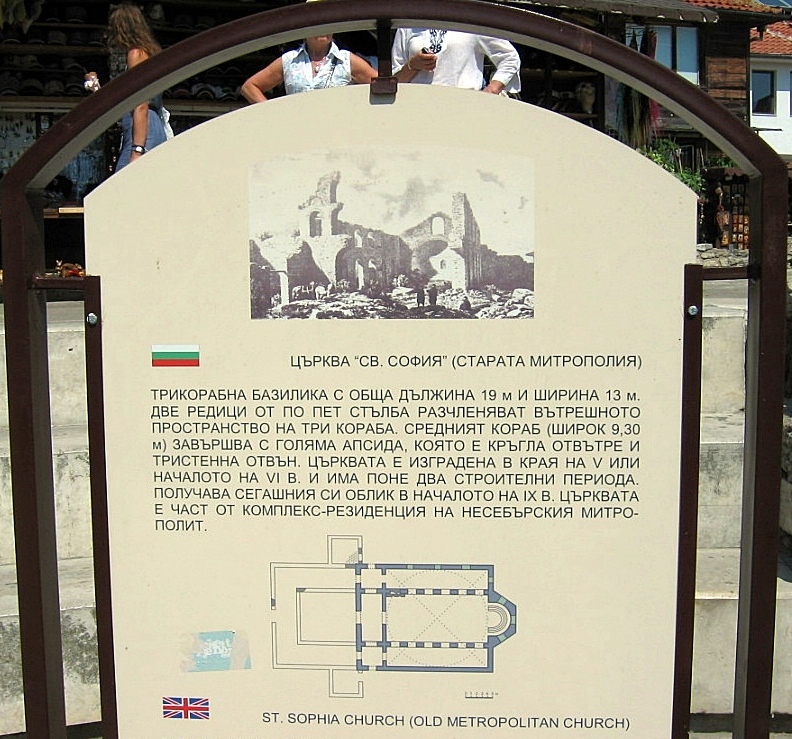 ЦЪРКВА “СВ. СОФИЯ” (СТАРАТА МИТРОПОЛИЯ)
ТРИКОРАБНА БАЗИЛИКА С ОБЩА ДЪЛЖИНА 19 м И ШИРИНА 13 м.
ДВЕ РЕДИЦИ ОТ ПО ПЕТ СТЪЛБА РАЗЧЛЕНЯВАТ ВЪТРЕШНОТО
ПРОСТРАНСТВО НА ТРИ КОРАБА. СРЕДНИЯТ КОРАБ (ШИРОК 9,30
м) ЗАВЪРШВА С ГОЛЯМА АПСИДА, КОЯТО Е КРЪГЛА ОТВЪТРЕ И
ТРИСТЕННА ОТВЪН. ЦЪРКВАТА Е ИЗГРАДЕНА В КРАЯ НА V ИЛИ
НАЧАЛОТО НА VI В. И ИМА ПОНЕ ДВА СТРОИТЕЛНИ ПЕРИОДА.
ПОЛУЧАВА СЕГАШНИЯ СИ ОБЛИК В НАЧАЛОТО НА IX В. ЦЪРКВАТА
Е ЧАСТ ОТ КОМПЛЕКС-РЕЗИДЕНЦИЯ НА НЕСЕБЪРСКИЯ МИТРО-
ПОЛИТ.
ST. SOPHIA CHURCH (OLD METROPOLITAN CHURCH)